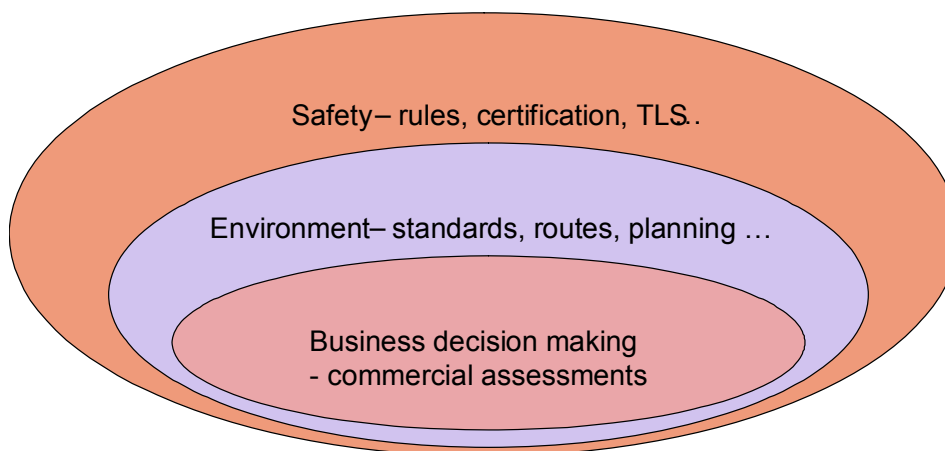 Safety– rules, certification, TLS…
Environment– standards, routes, planning …
Business decision making
- commercial assessments